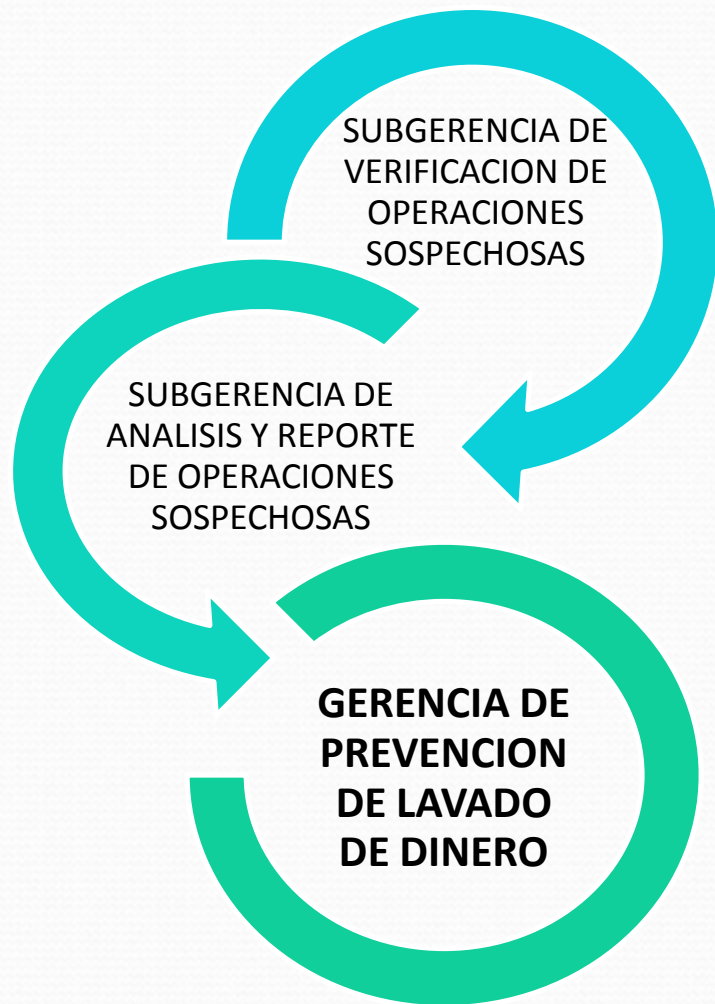 SUBGERENCIA DE
VERIFICACION DE
OPERACIONES
SOSPECHOSAS
SUBGERENCIA DE
ANALISIS Y REPORTE
DE OPERACIONES
SOSPECHOSAS
GERENCIA DE
PREVENCION
DE LAVADO
DE DINERO